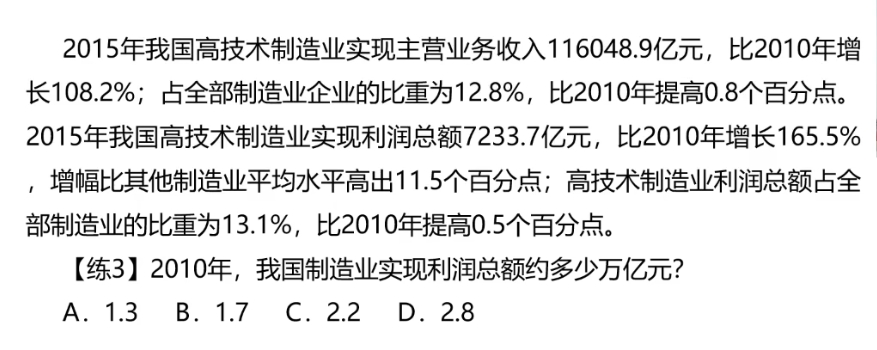 2015年我国高技术制造业实现主营业务收入116048.9亿元，比2010年增
长108.2%；占全部制造业企业的比重为12.8%，比2010年提高0.8个百分点。
2015年我国高技术制造业实现利润总额7233.7亿元，比2010年增长165.5%
，增幅比其他制造业平均水平高出11.5个百分点；高技术制造业利润总额占全
部制造业的比重为13.1%，比2010年提高0.5个百分点。
【练3】2010年，我国制造业实现利润总额约多少万亿元？
A．1.3 B．1.7 C．2.2 D．2.8